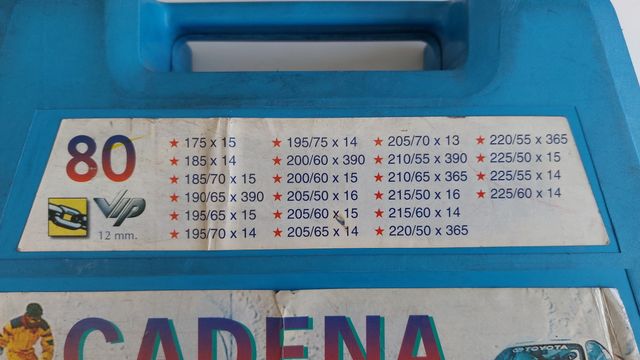 80
VIP
12 mm.
★ 175 x 15
★ 185 x 14
★ 185/70 x 15
★ 190/65 x 390
★ 195/65 x 15
★ 195/70 x 14
★ 195/75 x 14
★ 200/60 x 390
★ 200/60 x 15
★ 205/50 x 16
★ 205/60 x 15
★ 205/65 x 14
★ 205/70 x 13
★ 210/55 x 390
★ 210/65 x 365
★ 215/50 x 16
★ 215/60 x 14
★ 220/50 x 365
★ 220/55 x 365
★ 225/50 x 15
★ 225/55 x 14
★ 225/60 x 14
CADENA
TOYOTA